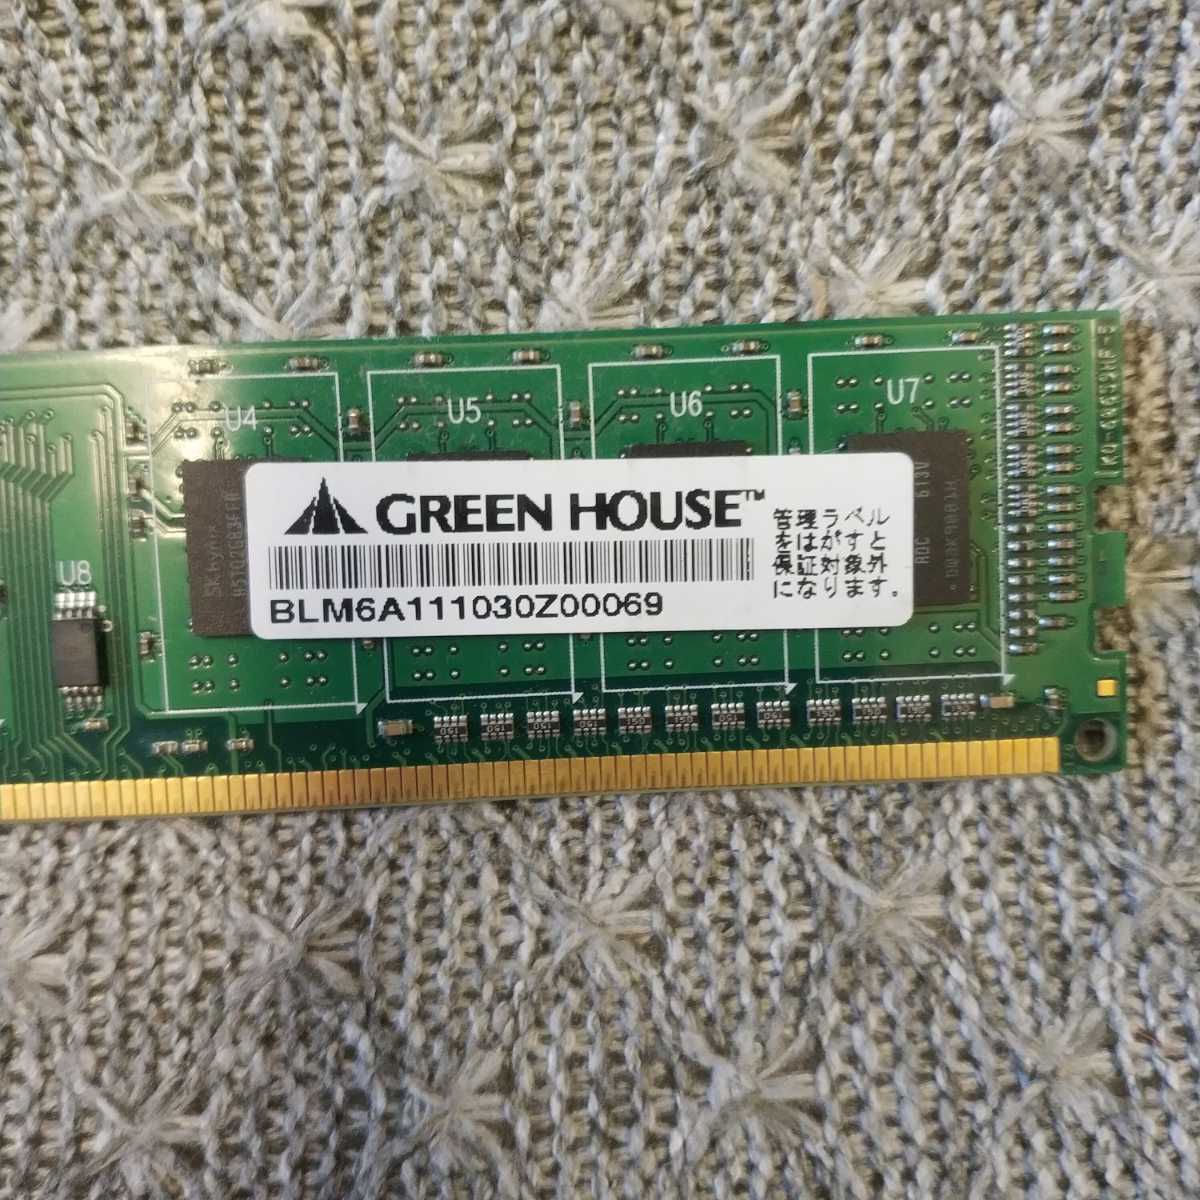 U4
U5
U6
U7
U8
GREEN HOUSE™
BLM6A111030Z00069
管理ラベル
をはがすと
保証対象外
になります。
SKhynix